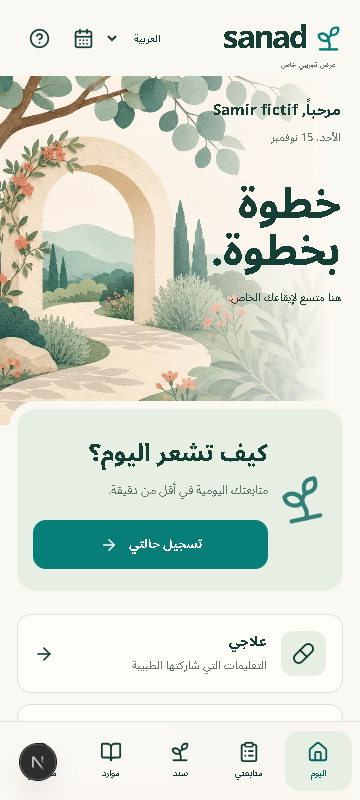 sanad
العربية
عرض تجريبي خاص
مرحباً, Samir fictif
الأحد، 15 نوفمبر
خطوة
بخطوة.
هنا متسع لإيقاعك الخاص.
كيف تشعر اليوم؟
متابعتك اليومية في أقل من دقيقة.
تسجيل حالتي
علاجي
التعليمات التي شاركتها الطبيبة
اليوم
متابعتي
سند
موارد
N